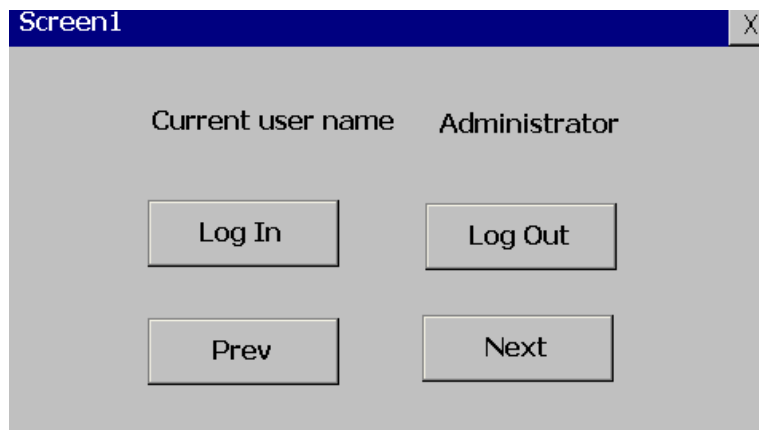 Screen1 X
Current user name Administrator
Log In Log Out
Prev Next